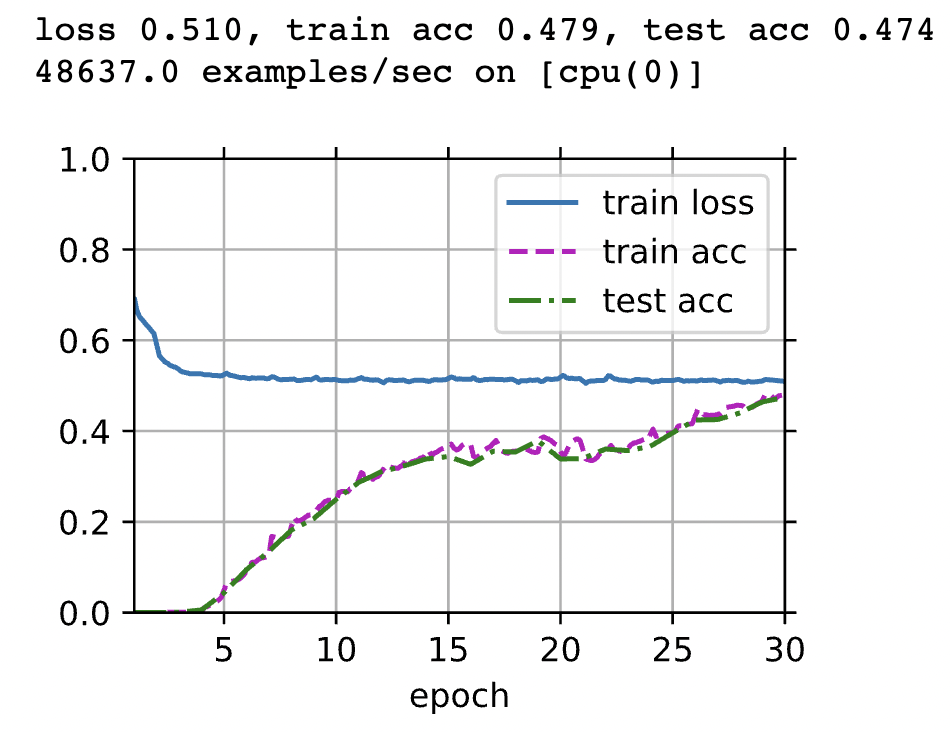 loss 0.510, train acc 0.479, test acc 0.474
48637.0 examples/sec on [cpu(0)]
1.0
0.8
0.6
0.4
0.2
0.0
train loss
train acc
test acc
5 10 15 20 25 30
epoch